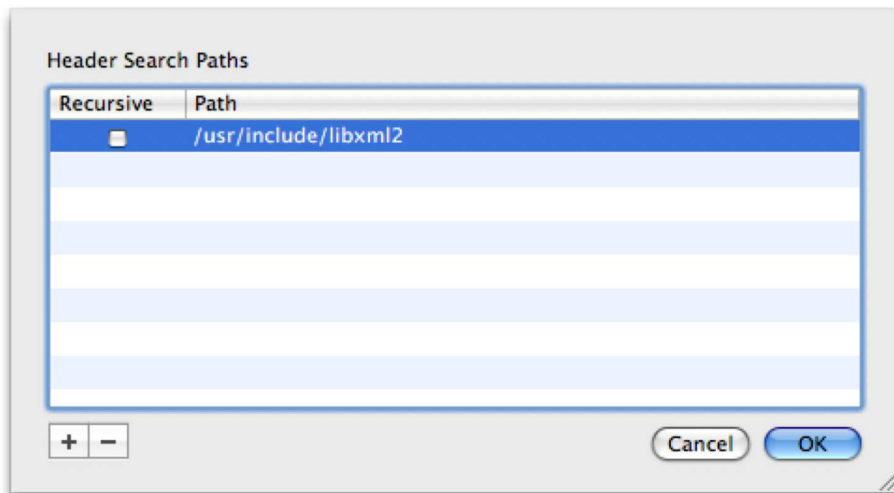 Header Search Paths
Recursive Path
/usr/include/libxml2
+ −
Cancel OK